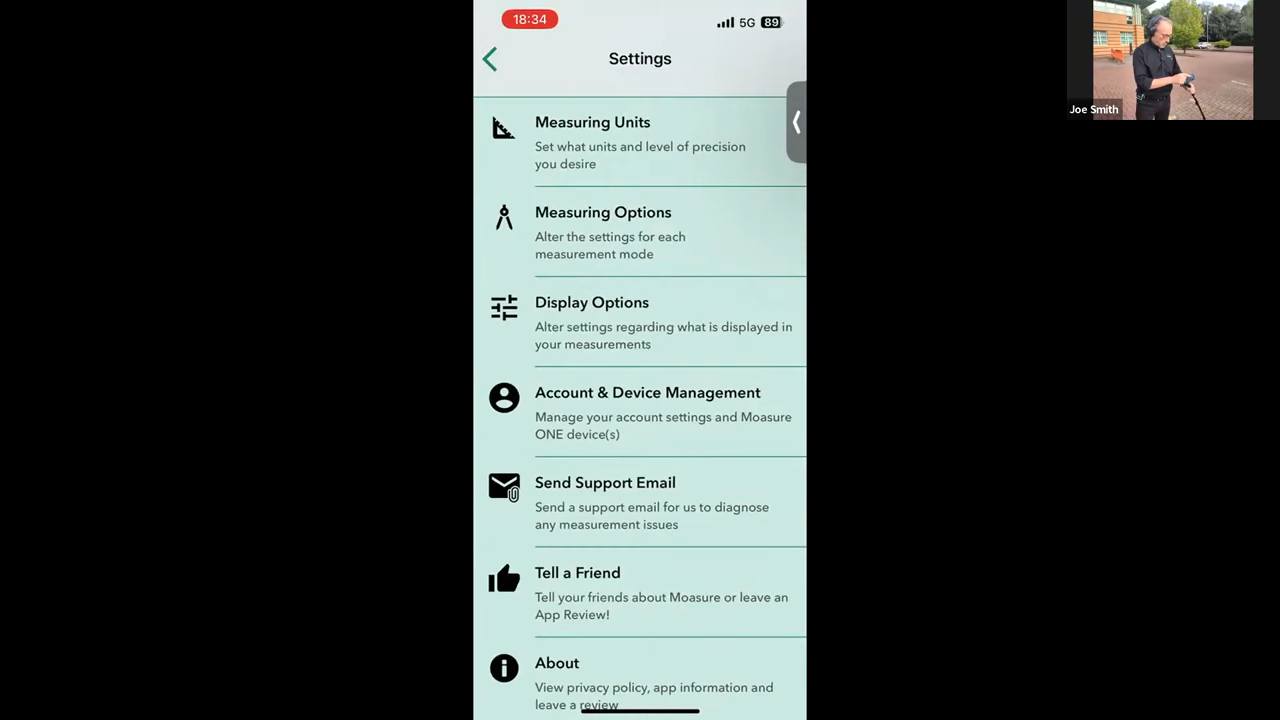 18:34
5G 89
Settings
Measuring Units
Set what units and level of precision
you desire
Measuring Options
Alter the settings for each
measurement mode
Display Options
Alter settings regarding what is displayed in
your measurements
Account & Device Management
Manage your account settings and Moasure
ONE device(s)
Send Support Email
Send a support email for us to diagnose
any measurement issues
Tell a Friend
Tell your friends about Moasure or leave an
App Review!
About
View privacy policy, app information and
leave a review
Joe Smith